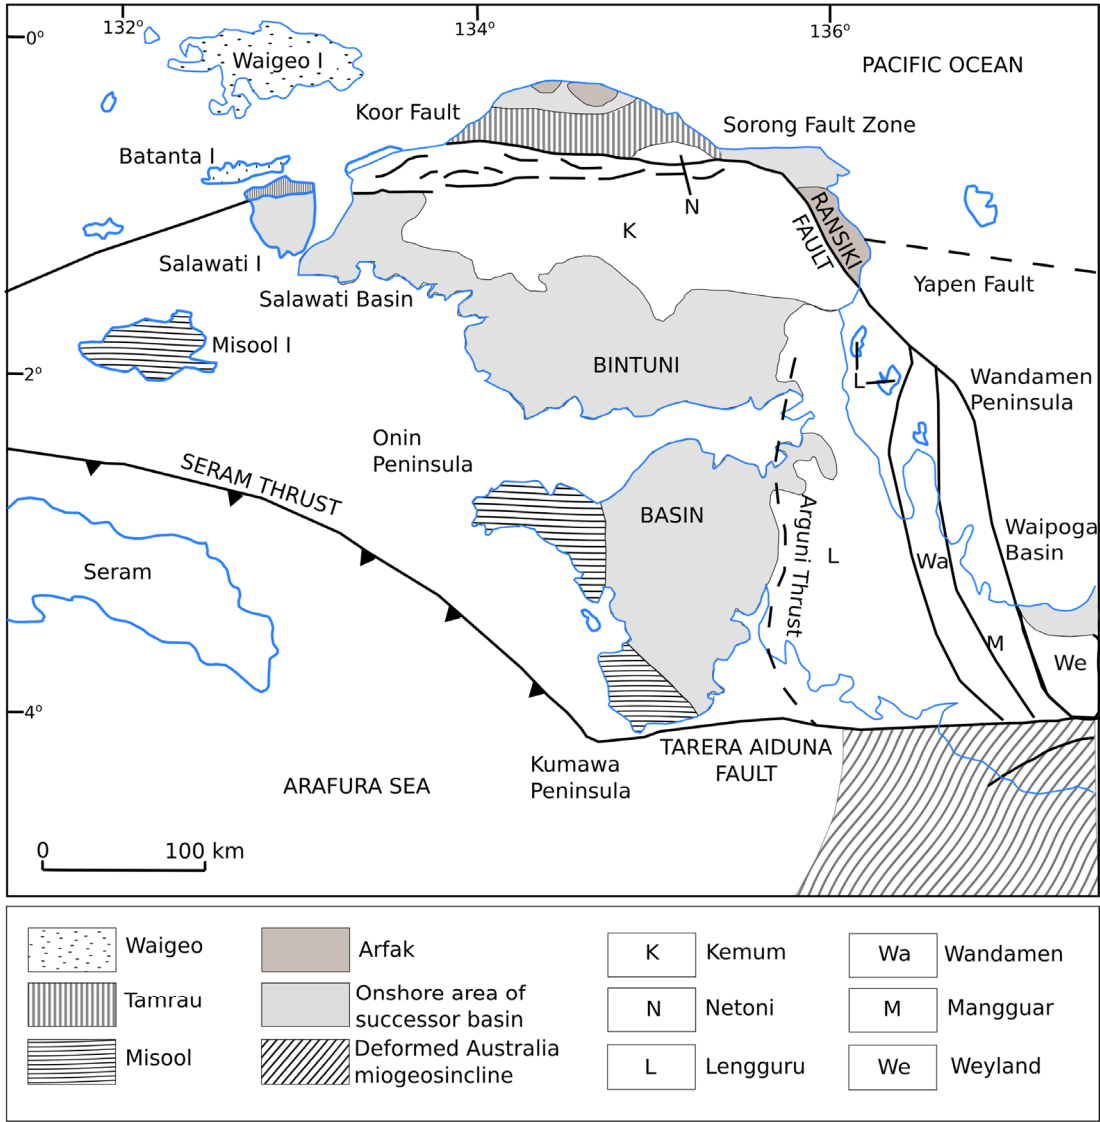 132°
134°
136°
0°
Waigeo I
PACIFIC OCEAN
Koor Fault
Sorong Fault Zone
Batanta I
N
K
RANSIKI
FAULT
Salawati I
Yapen Fault
Salawati Basin
Misool I
BINTUNI
2°
L
Wandamen
Peninsula
Onin
Peninsula
SERAM THRUST
BASIN
Arguni Thrust
Waipoga
Basin
L
Wa
Seram
M
We
4°
TARERA AIDUNA
FAULT
Kumawa
Peninsula
ARAFURA SEA
0
100 km
Waigeo
Arfak
K
Kemum
Wa
Wandamen
Tamrau
Onshore area of
successor basin
N
Netoni
M
Mangguar
Misool
Deformed Australia
miogeosincline
L
Lengguru
We
Weyland